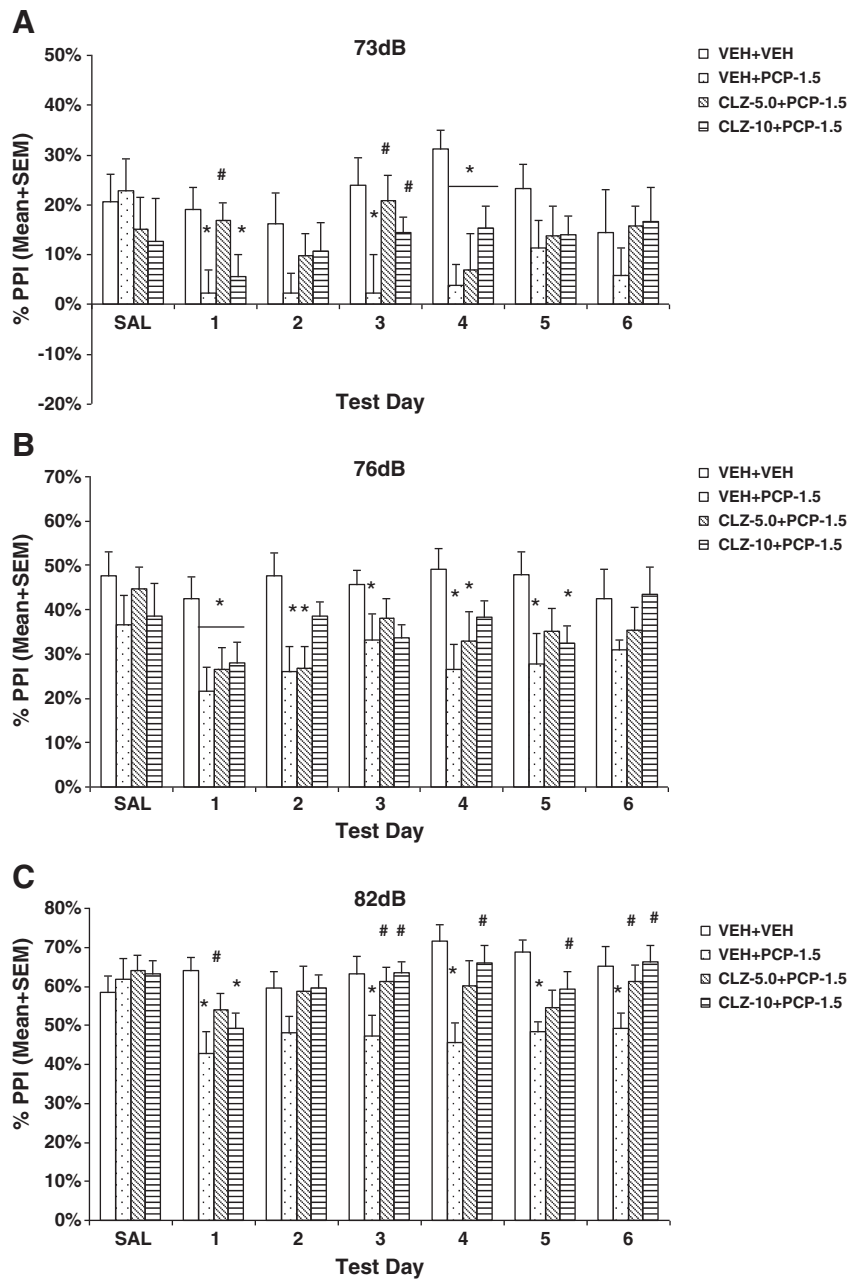 A
73dB
50%
40%
30%
20%
10%
0%
-10%
-20%
% PPI (Mean+SEM)
# 
* *
#
* #
*
SAL 1 2 3 4 5 6
Test Day
VEH+VEH
VEH+PCP-1.5
CLZ-5.0+PCP-1.5
CLZ-10+PCP-1.5
B
76dB
70%
60%
50%
40%
30%
20%
10%
0%
% PPI (Mean+SEM)
*
* *
*
* *
* *
SAL 1 2 3 4 5 6
Test Day
VEH+VEH
VEH+PCP-1.5
CLZ-5.0+PCP-1.5
CLZ-10+PCP-1.5
C
82dB
80%
70%
60%
50%
40%
30%
20%
10%
0%
% PPI (Mean+SEM)
* # *
* # #
* #
* #
* # #
SAL 1 2 3 4 5 6
Test Day
VEH+VEH
VEH+PCP-1.5
CLZ-5.0+PCP-1.5
CLZ-10+PCP-1.5